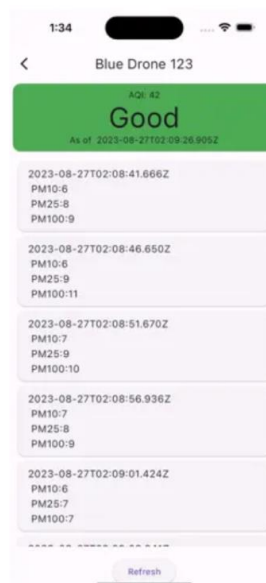 1:34
Blue Drone 123
AQI: 42
Good
As of 2023-08-27T02:09:26.905Z
2023-08-27T02:08:41.666Z
PM10:6
PM25:8
PM100:9
2023-08-27T02:08:46.650Z
PM10:6
PM25:9
PM100:11
2023-08-27T02:08:51.670Z
PM10:7
PM25:9
PM100:10
2023-08-27T02:08:56.936Z
PM10:7
PM25:8
PM100:9
2023-08-27T02:09:01.424Z
PM10:6
PM25:7
PM100:7
Refresh